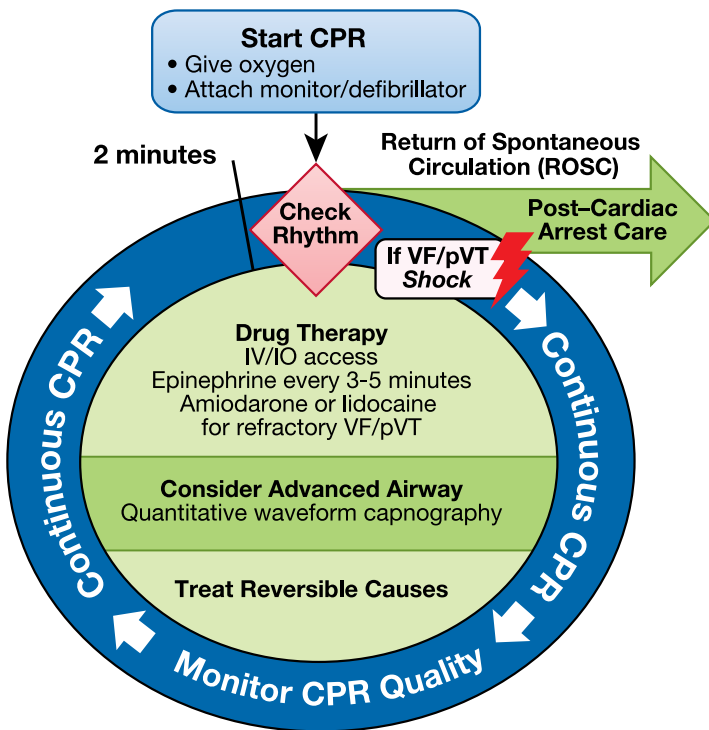 Start CPR
• Give oxygen
• Attach monitor/defibrillator
2 minutes
Return of Spontaneous
Circulation (ROSC)
Check
Rhythm
Post–Cardiac
Arrest Care
If VF/pVT
Shock
Drug Therapy
IV/IO access
Epinephrine every 3-5 minutes
Amiodarone or lidocaine
for refractory VF/pVT
Consider Advanced Airway
Quantitative waveform capnography
Treat Reversible Causes
Continuous CPR
Monitor CPR Quality
Continuous CPR